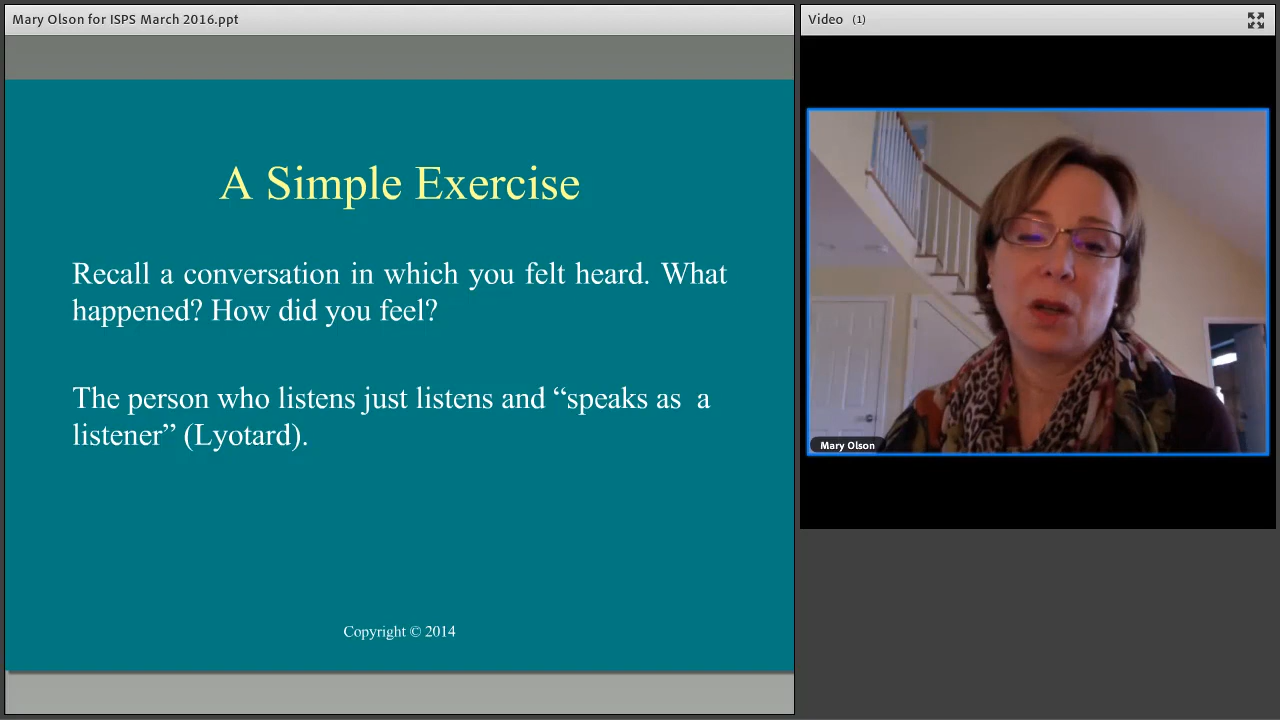 Mary Olson for ISPS March 2016.ppt
Video (1)
A Simple Exercise
Recall a conversation in which you felt heard. What
happened? How did you feel?
The person who listens just listens and “speaks as a
listener” (Lyotard).
Copyright © 2014
Mary Olson